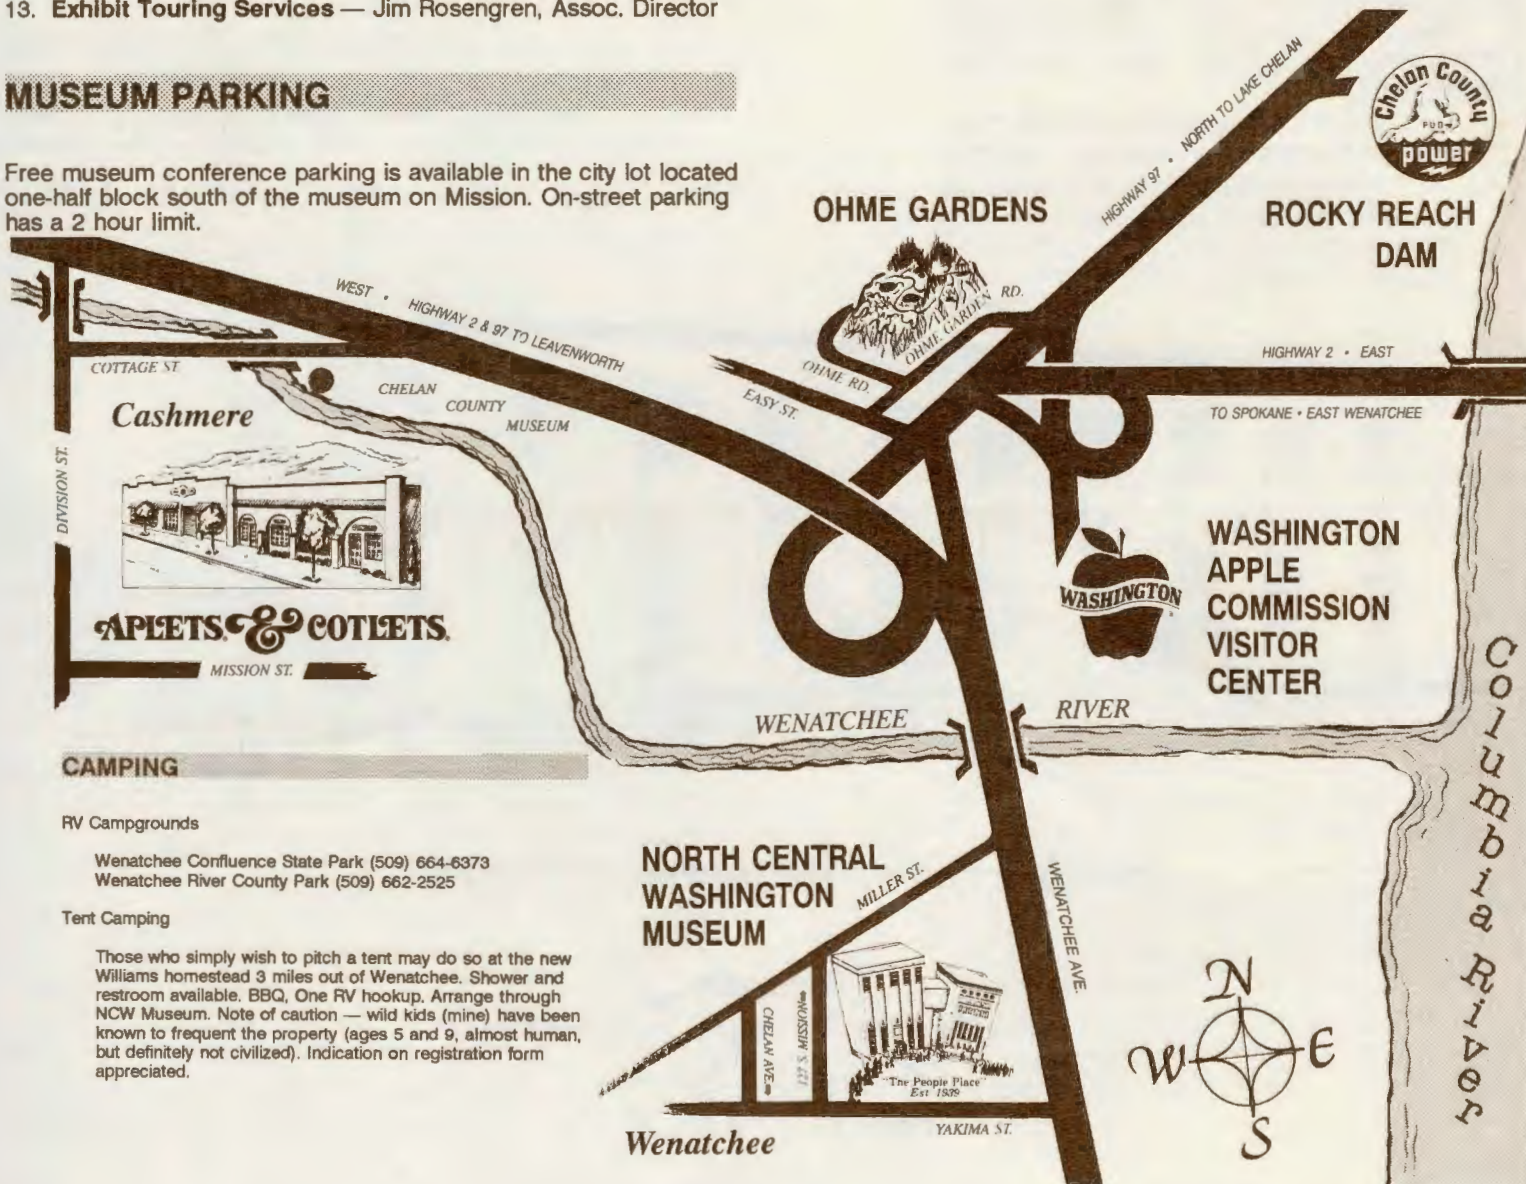 13. Exhibit Touring Services — Jim Rosengren, Assoc. Director
MUSEUM PARKING
Free museum conference parking is available in the city lot located
one-half block south of the museum on Mission. On-street parking
has a 2 hour limit.
WEST • HIGHWAY 2 & 97 TO LEAVENWORTH
HIGHWAY 97 • NORTH TO LAKE CHELAN
Chelan County
PUD
power
OHME GARDENS
ROCKY REACH
DAM
OHME GARDEN RD.
OHME RD.
EASY ST.
HIGHWAY 2 • EAST
TO SPOKANE • EAST WENATCHEE
COTTAGE ST
CHELAN
COUNTY
MUSEUM
Cashmere
DIVISION ST.
APLETS & COTLETS
MISSION ST.
WASHINGTON
WASHINGTON
APPLE
COMMISSION
VISITOR
CENTER
WENATCHEE RIVER
Columbia River
CAMPING
RV Campgrounds
Wenatchee Confluence State Park (509) 664-6373
Wenatchee River County Park (509) 662-2525
Tent Camping
Those who simply wish to pitch a tent may do so at the new
Williams homestead 3 miles out of Wenatchee. Shower and
restroom available. BBQ, One RV hookup. Arrange through
NCW Museum. Note of caution — wild kids (mine) have been
known to frequent the property (ages 5 and 9, almost human,
but definitely not civilized). Indication on registration form
appreciated.
NORTH CENTRAL
WASHINGTON
MUSEUM
MILLER ST.
WENATCHEE AVE.
CHELAN AVE.
127 S. MISSION
"The People Place"
Est 1939
YAKIMA ST.
Wenatchee
N
W
E
S